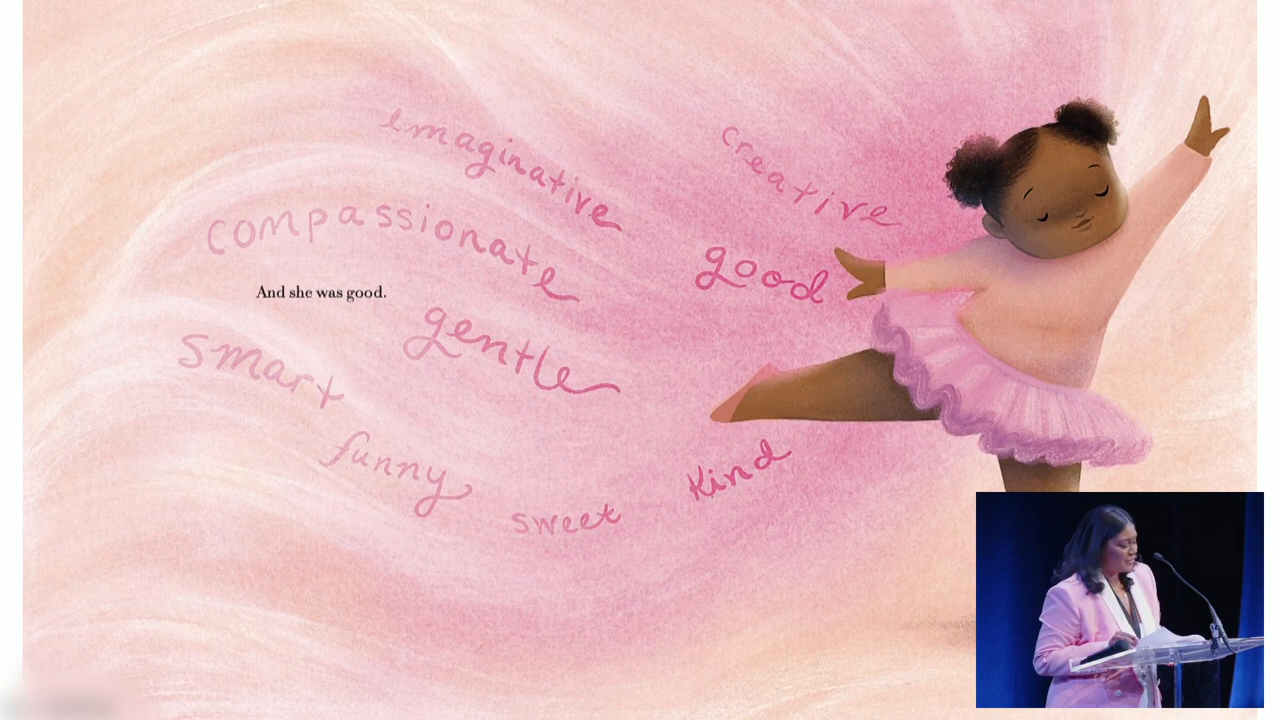 imaginative
creative
compassionate
good
And she was good.
gentle
smart
funny
kind
sweet